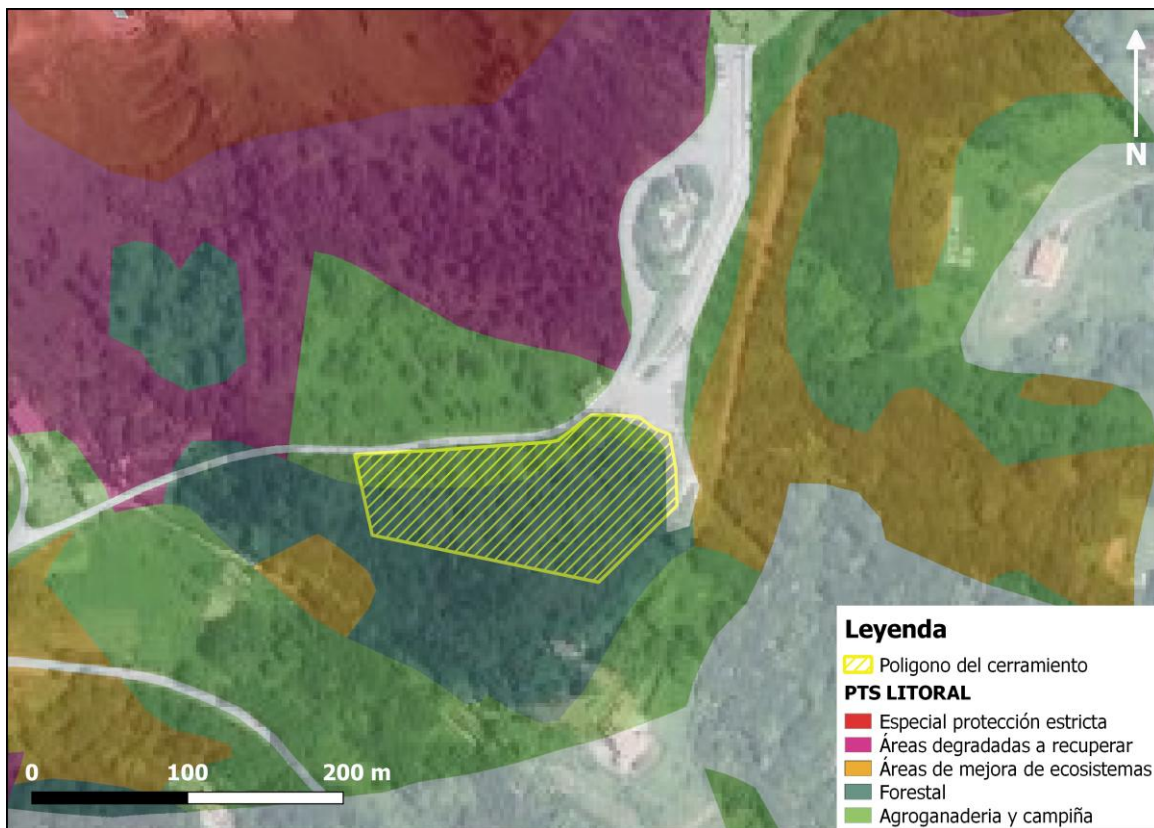 N
Leyenda
Poligono del cerramiento
PTS LITORAL
Especial protección estricta
Áreas degradadas a recuperar
Áreas de mejora de ecosistemas
Forestal
Agroganaderia y campiña
0 100 200 m